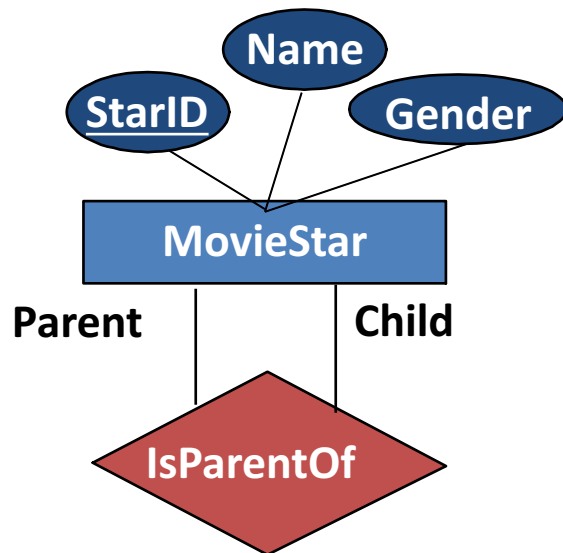 Name
StarID
Gender
MovieStar
Parent
Child
IsParentOf